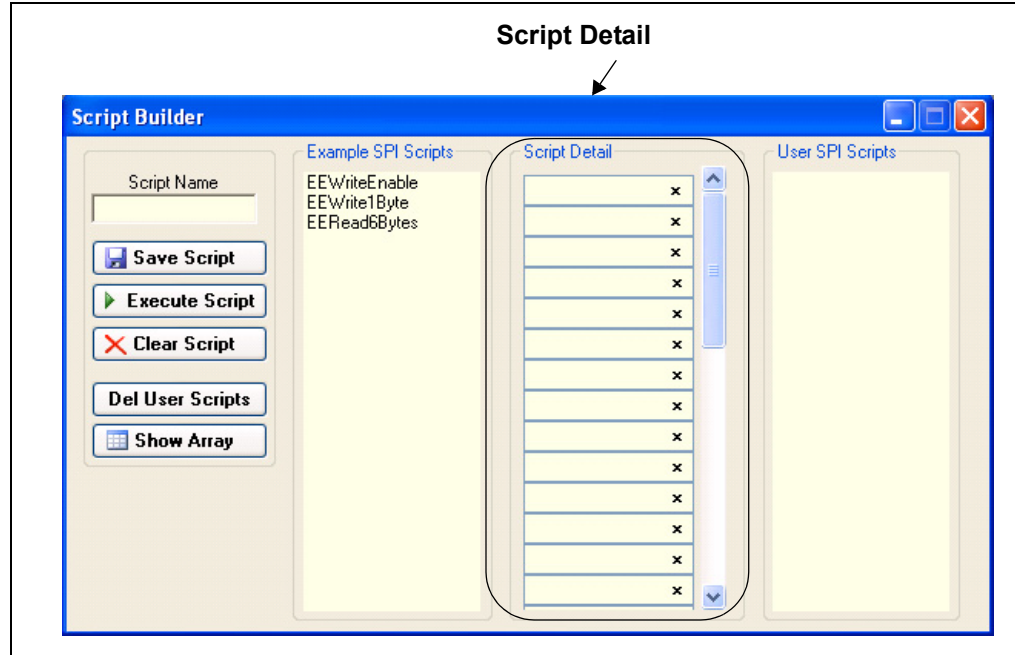 Script Detail
Script Builder
Script Name
Save Script
Execute Script
Clear Script
Del User Scripts
Show Array
Example SPI Scripts
EEWriteEnable
EEWrite1Byte
EERead6Bytes
Script Detail
x
x
x
x
x
x
x
x
x
x
x
x
x
x
User SPI Scripts